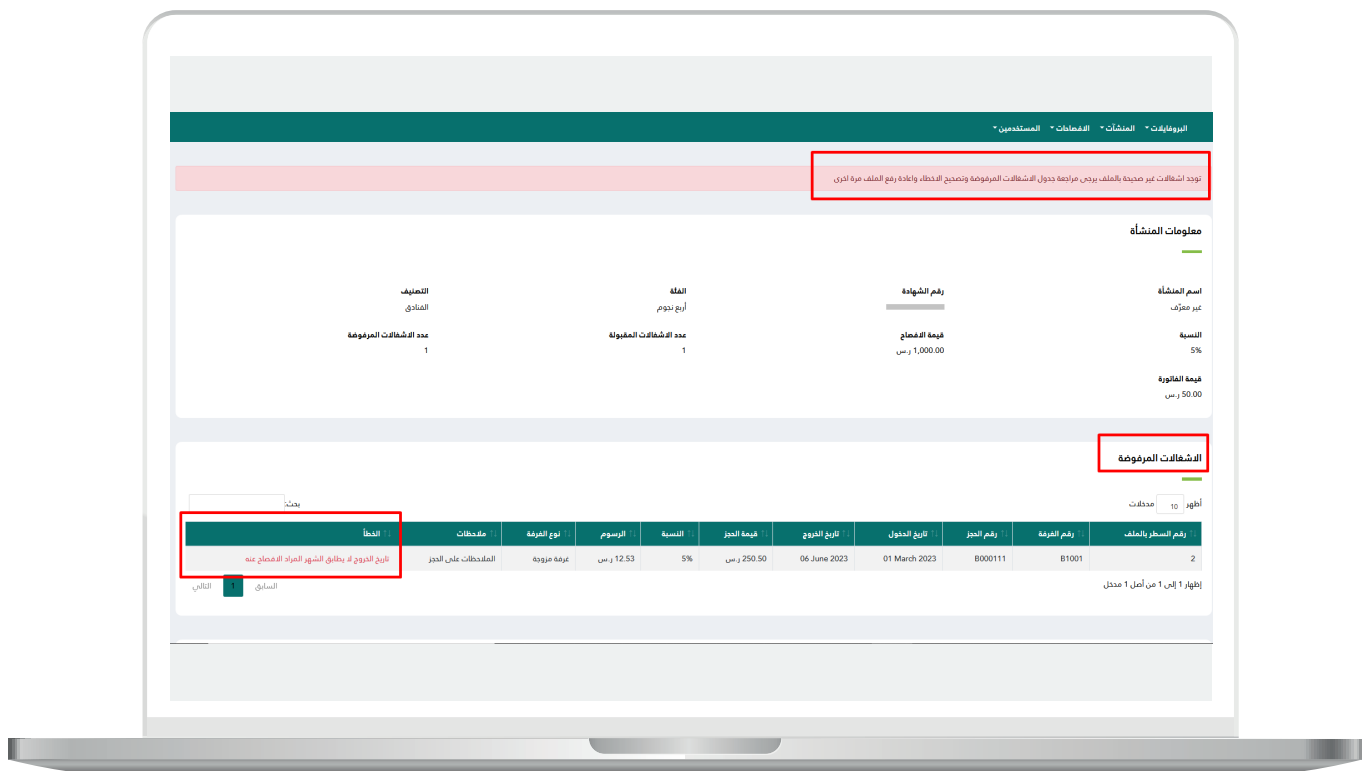 البروفايلات المنشآت الافصاحات المستخدمين
توجد اشغالات غير صحيحة بالملف يرجى مراجعة جدول الاشغالات المرفوضة وتصحيح الاخطاء واعادة رفع الملف مرة اخرى
معلومات المنشأة
اسم المنشأة رقم الشهادة الفئة التصنيف
غير معرّف أربع نجوم الفنادق
النسبة قيمة الافصاح عدد الاشغالات المقبولة عدد الاشغالات المرفوضة
5% 1,000.00 ر.س 1 1
قيمة الفاتورة
50.00 ر.س
الاشغالات المرفوضة
أظهر 10 مدخلات بحث:
رقم السطر بالملف رقم الغرفة رقم الحجز تاريخ الدخول تاريخ الخروج قيمة الحجز النسبة الرسوم نوع الغرفة ملاحظات الخطأ
2 B1001 B000111 01 March 2023 06 June 2023 250.50 ر.س 5% 12.53 ر.س غرفة مزوجة الملاحظات على الحجز تاريخ الخروج لا يطابق الشهر المراد الافصاح عنه
إظهار 1 إلى 1 من أصل 1 مدخل السابق 1 التالي